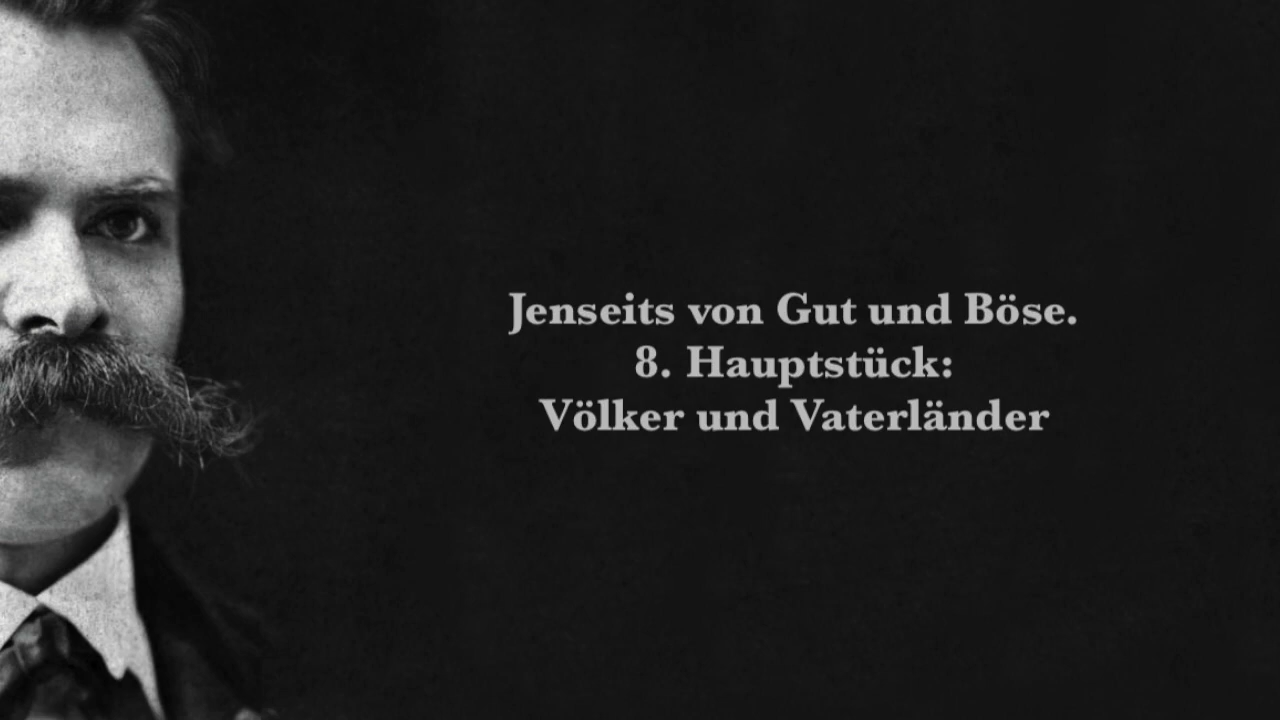 Jenseits von Gut und Böse.
8. Hauptstück:
Völker und Vaterländer